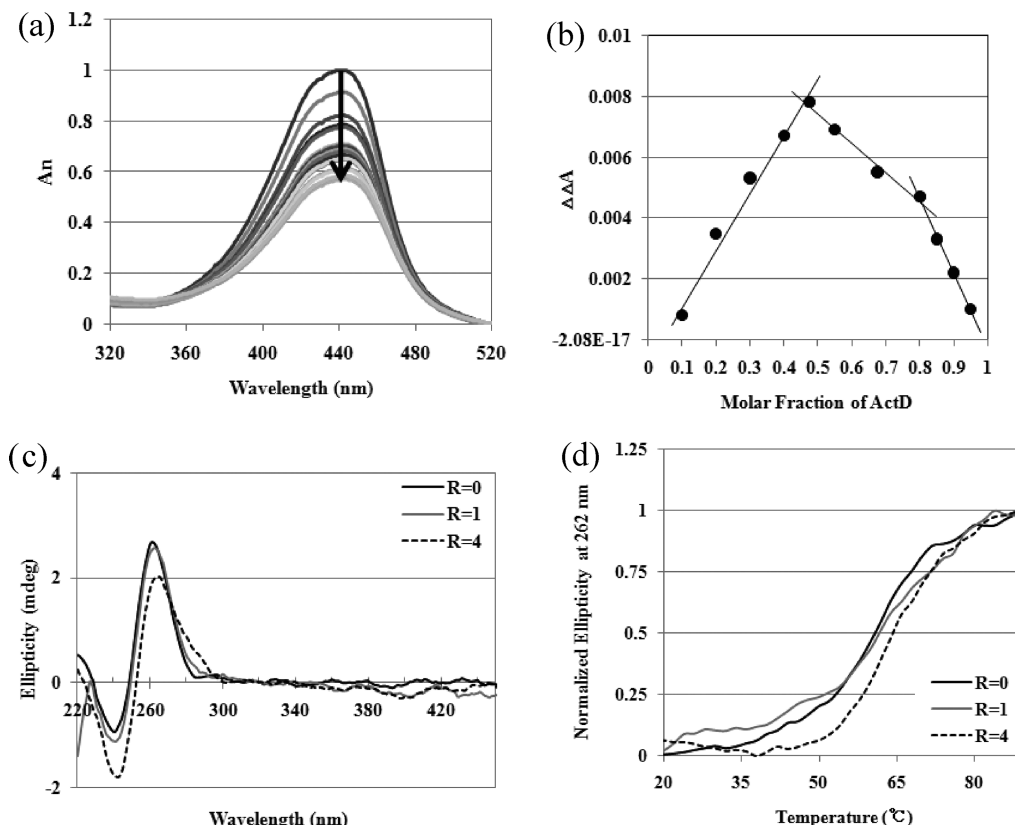 (a)
An
1.2
1
0.8
0.6
0.4
0.2
0
320 360 400 440 480 520
Wavelength (nm)
(b)
△△A
0.01
0.008
0.006
0.004
0.002
-2.08E-17
0 0.1 0.2 0.3 0.4 0.5 0.6 0.7 0.8 0.9 1
Molar Fraction of ActD
(c)
Ellipticity (mdeg)
4
2
0
-2
220 260 300 340 380 420
R=0
R=1
R=4
Wavelength (nm)
(d)
Normalized Ellipticity at 262 nm
1.25
1
0.75
0.5
0.25
0
20 35 50 65 80
R=0
R=1
R=4
Temperature (℃)